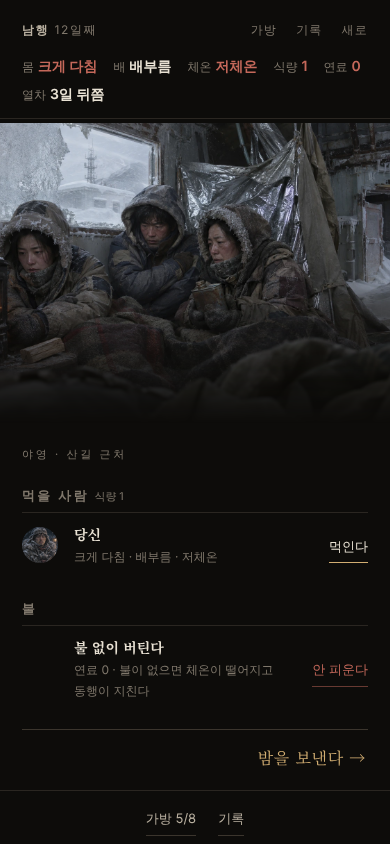 남행 12일째 가방 기록 새로
몸 크게 다침 배 배부름 체온 저체온 식량 1 연료 0
열차 3일 뒤쯤
야영 · 산길 근처
먹을 사람 식량 1
당신
크게 다침 · 배부름 · 저체온
먹인다
불
불 없이 버틴다
연료 0 · 불이 없으면 체온이 떨어지고
동행이 지친다
안 피운다
밤을 보낸다 →
가방 5/8 기록